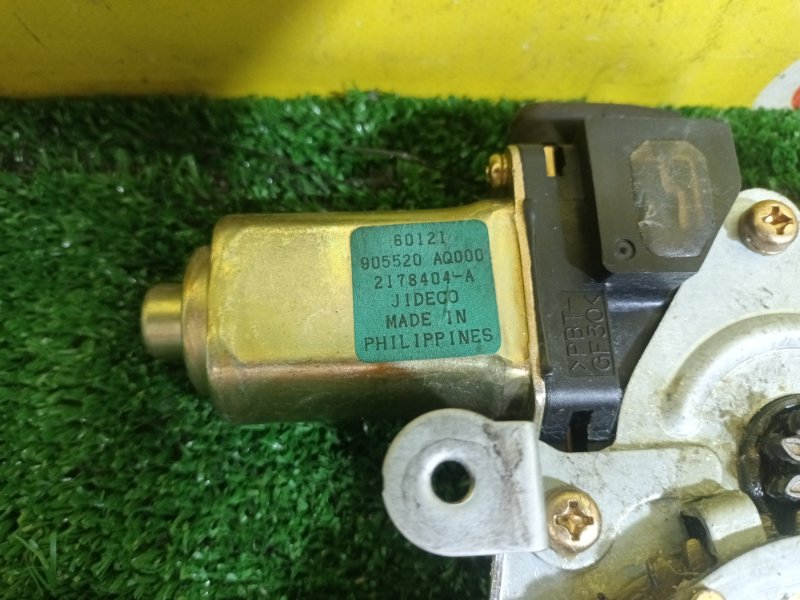 60121
905520 AQ000
2178404-A
JIDECO
MADE IN
PHILIPPINES
>PBT-
GF30<